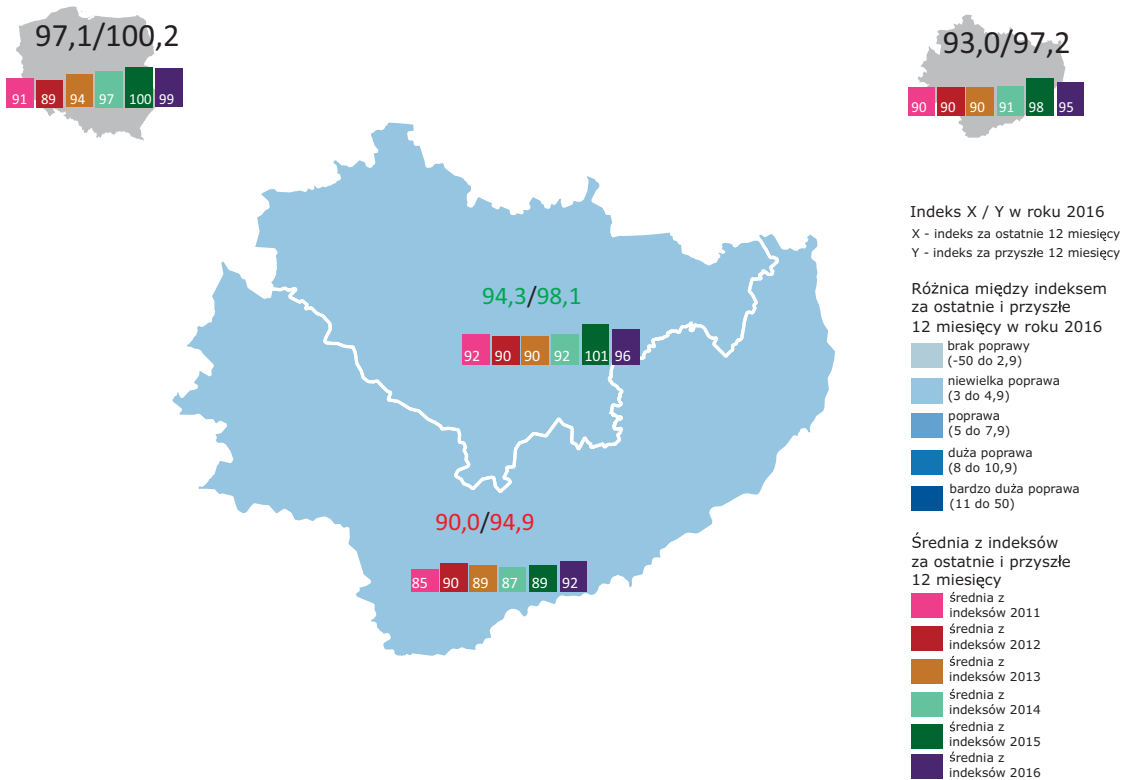 97,1/100,2
91 89 94 97 100 99
93,0/97,2
90 90 90 91 98 95
94,3/98,1
92 90 90 92 101 96
90,0/94,9
85 90 89 87 89 92
Indeks X / Y w roku 2016
X - indeks za ostatnie 12 miesięcy
Y - indeks za przyszłe 12 miesięcy
Różnica między indeksem
za ostatnie i przyszłe
12 miesięcy w roku 2016
brak poprawy
(-50 do 2,9)
niewielka poprawa
(3 do 4,9)
poprawa
(5 do 7,9)
duża poprawa
(8 do 10,9)
bardzo duża poprawa
(11 do 50)
Średnia z indeksów
za ostatnie i przyszłe
12 miesięcy
średnia z
indeksów 2011
średnia z
indeksów 2012
średnia z
indeksów 2013
średnia z
indeksów 2014
średnia z
indeksów 2015
średnia z
indeksów 2016